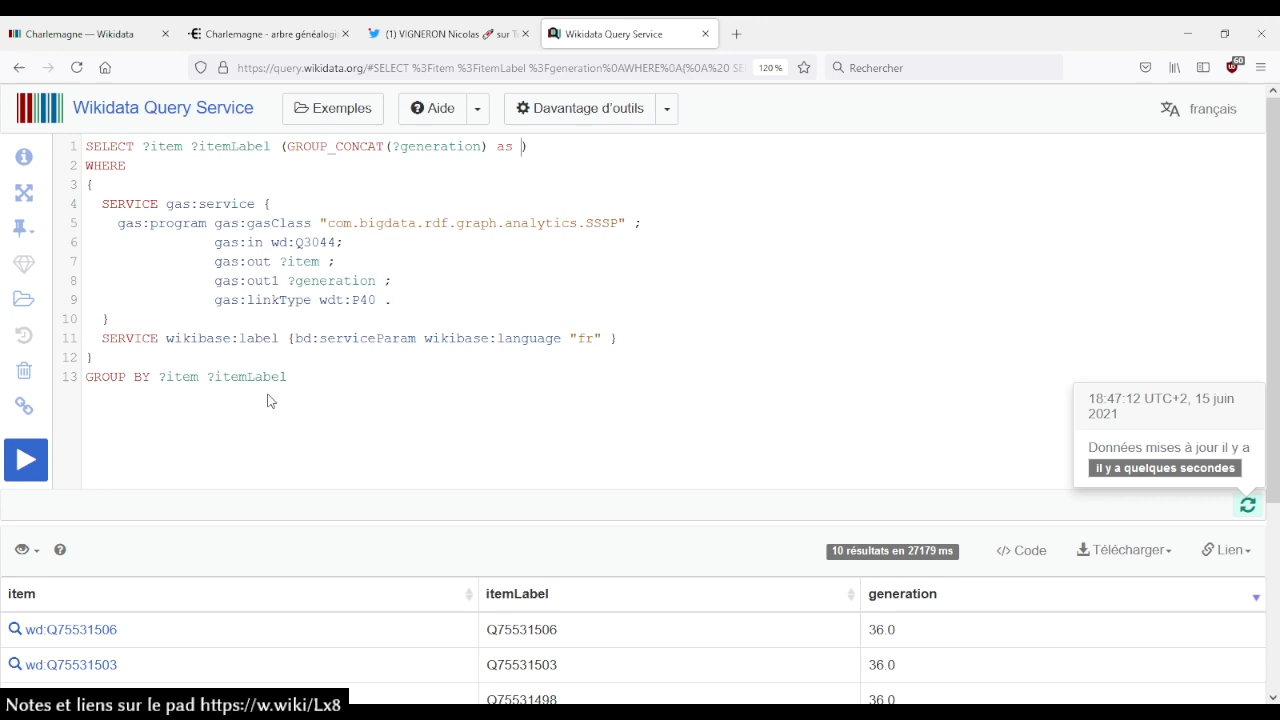 Charlemagne — Wikidata
Charlemagne - arbre généalogi
(1) VIGNERON Nicolas 🚀 sur T
Wikidata Query Service
https://query.wikidata.org/#SELECT %3Fitem %3FitemLabel %3Fgeneration%0AWHERE%0A{%0A%20 SE
120 %
Rechercher
60
Wikidata Query Service
Exemples
Aide
Davantage d'outils
français
1 SELECT ?item ?itemLabel (GROUP_CONCAT(?generation) as )
2 WHERE
3 {
4 SERVICE gas:service {
5 gas:program gas:gasClass "com.bigdata.rdf.graph.analytics.SSSP" ;
6 gas:in wd:Q3044;
7 gas:out ?item ;
8 gas:out1 ?generation ;
9 gas:linkType wdt:P40 .
10 }
11 SERVICE wikibase:label {bd:serviceParam wikibase:language "fr" }
12 }
13 GROUP BY ?item ?itemLabel
18:47:12 UTC+2, 15 juin
2021
Données mises à jour il y a
il y a quelques secondes
10 résultats en 27179 ms
</> Code
Télécharger
Lien
item itemLabel generation
wd:Q75531506 Q75531506 36.0
wd:Q75531503 Q75531503 36.0
Q75531498 36.0
Notes et liens sur le pad https://w.wiki/Lx8